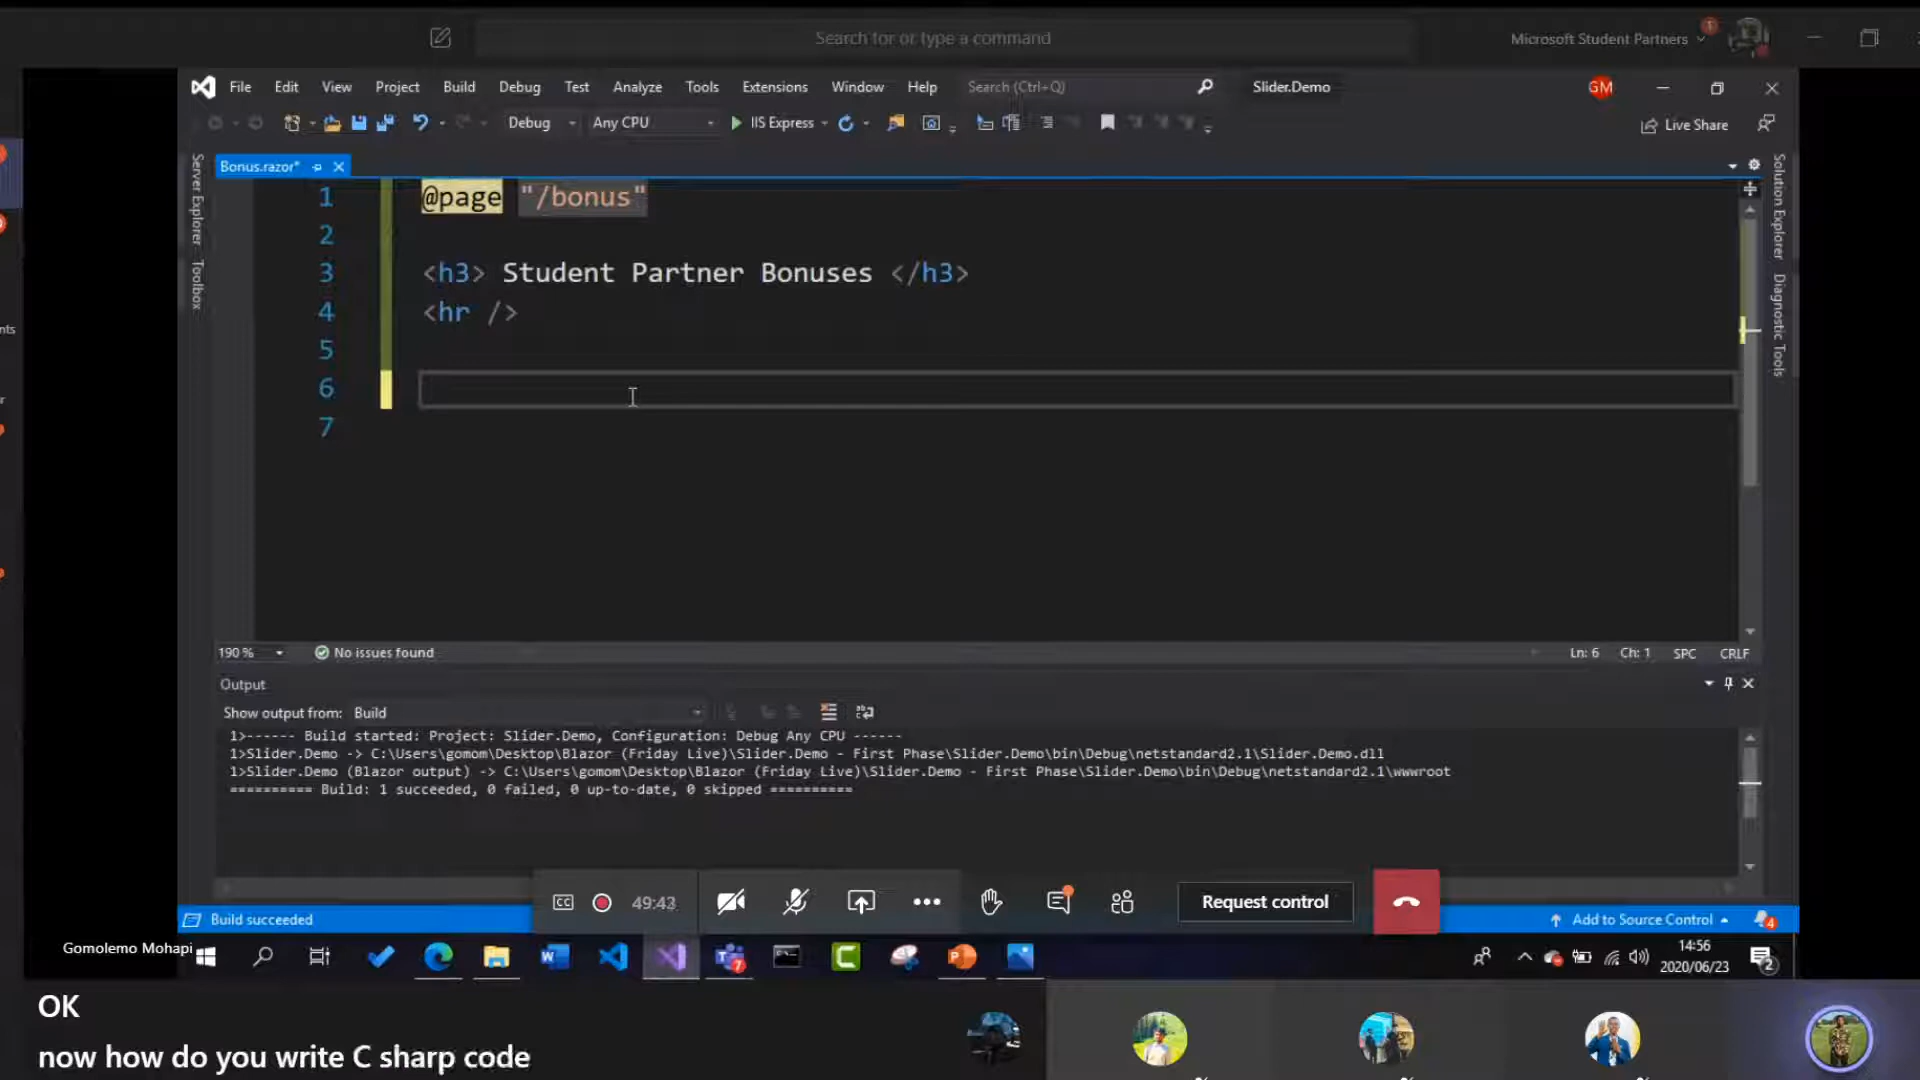 Search for or type a command
Microsoft Student Partners
File Edit View Project Build Debug Test Analyze Tools Extensions Window Help Search (Ctrl+Q) Slider.Demo GM
Debug Any CPU IIS Express Live Share
Server Explorer
Toolbox
Bonus.razor*
Solution Explorer
Diagnostic Tools
1 @page "/bonus"
2
3 <h3> Student Partner Bonuses </h3>
4 <hr />
5
6
7
190 % No issues found Ln: 6 Ch: 1 SPC CRLF
Output
Show output from: Build
1>------ Build started: Project: Slider.Demo, Configuration: Debug Any CPU ------
1>Slider.Demo -> C:\Users\gomom\Desktop\Blazor (Friday Live)\Slider.Demo - First Phase\Slider.Demo\bin\Debug\netstandard2.1\Slider.Demo.dll
1>Slider.Demo (Blazor output) -> C:\Users\gomom\Desktop\Blazor (Friday Live)\Slider.Demo - First Phase\Slider.Demo\bin\Debug\netstandard2.1\wwwroot
========== Build: 1 succeeded, 0 failed, 0 up-to-date, 0 skipped ==========
CC 49:43 Request control
Build succeeded Add to Source Control 4
Gomolemo Mohapi
7
14:56
2020/06/23
2
OK
now how do you write C sharp code